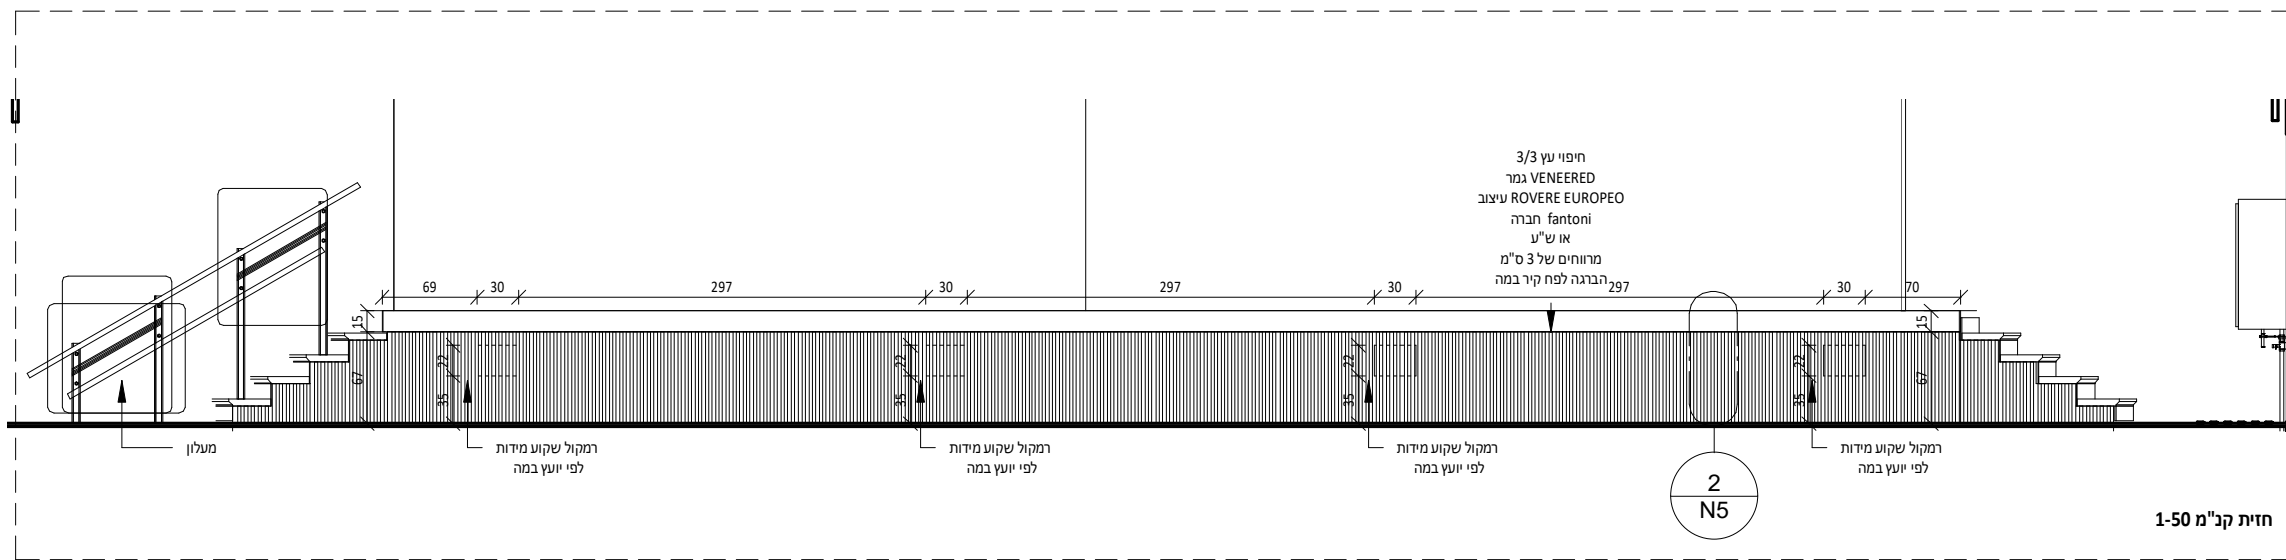 חיפוי עץ 3/3
גמר VENEERED
עיצוב ROVERE EUROPEO
חברה fantoni
או ש"ע
מרווחים של 3 ס"מ
הברגה לפח קיר במה
69 30 297 30 297 30 297 30 70
15
15
22
22
22
22
67
67
35
35
35
35
מעלון
רמקול שקוע מידות
לפי יועץ במה
רמקול שקוע מידות
לפי יועץ במה
רמקול שקוע מידות
לפי יועץ במה
רמקול שקוע מידות
לפי יועץ במה
2
N5
חזית קנ"מ 1-50